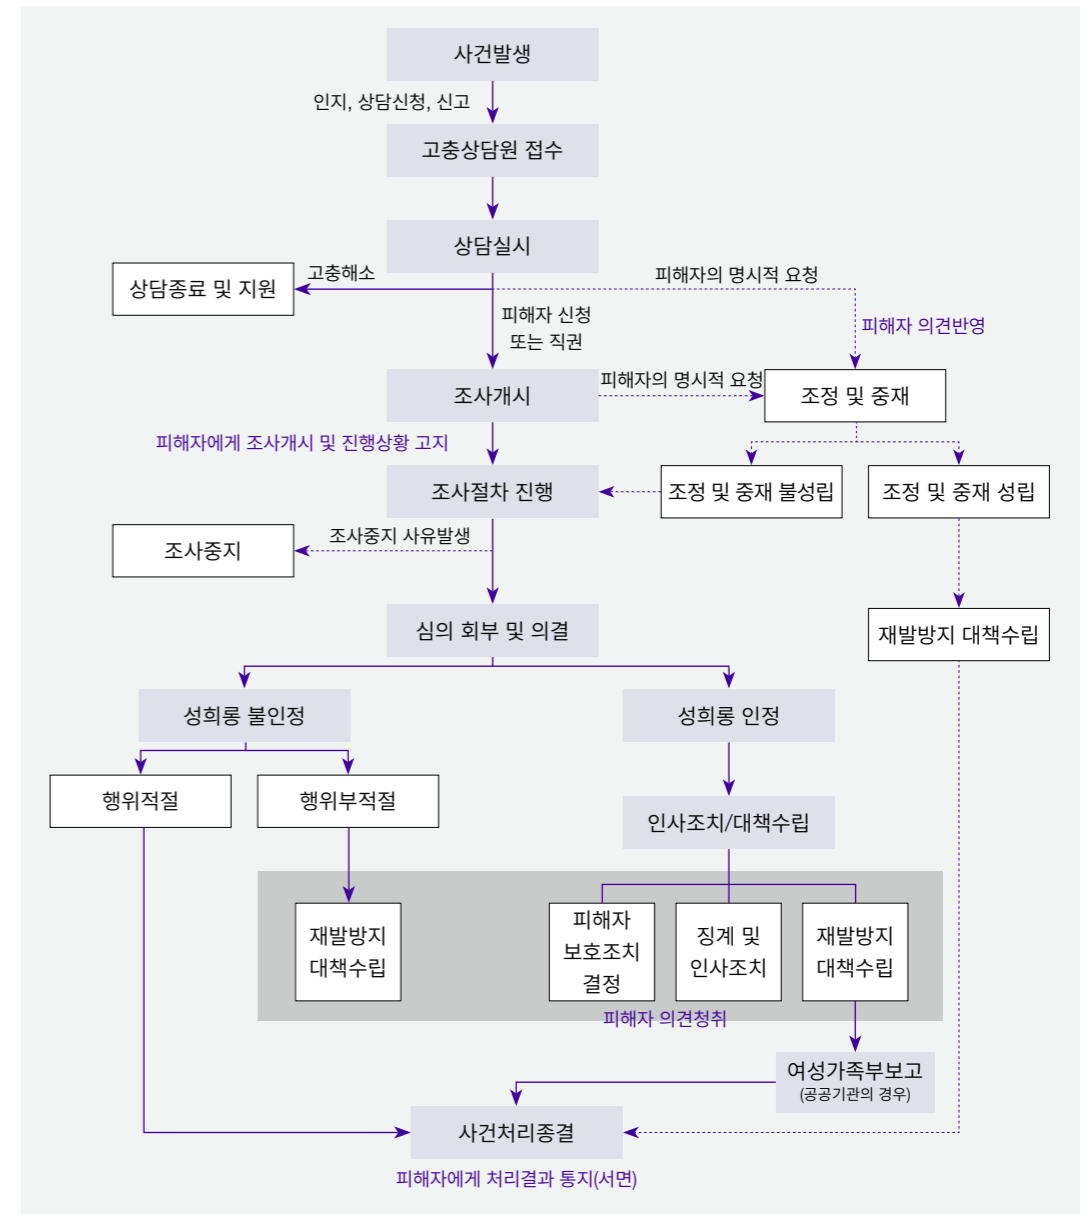 사건발생
인지, 상담신청, 신고
고충상담원 접수
상담실시
고충해소
피해자의 명시적 요청
상담종료 및 지원
피해자 신청
또는 직권
피해자 의견반영
조사개시
피해자의 명시적 요청
조정 및 중재
피해자에게 조사개시 및 진행상황 고지
조사절차 진행
조정 및 중재 불성립
조정 및 중재 성립
조사중지 사유발생
조사중지
심의 회부 및 의결
재발방지 대책수립
성희롱 불인정
성희롱 인정
행위적절
행위부적절
인사조치/대책수립
재발방지
대책수립
피해자
보호조치
결정
징계 및
인사조치
재발방지
대책수립
피해자 의견청취
여성가족부보고
(공공기관의 경우)
사건처리종결
피해자에게 처리결과 통지(서면)